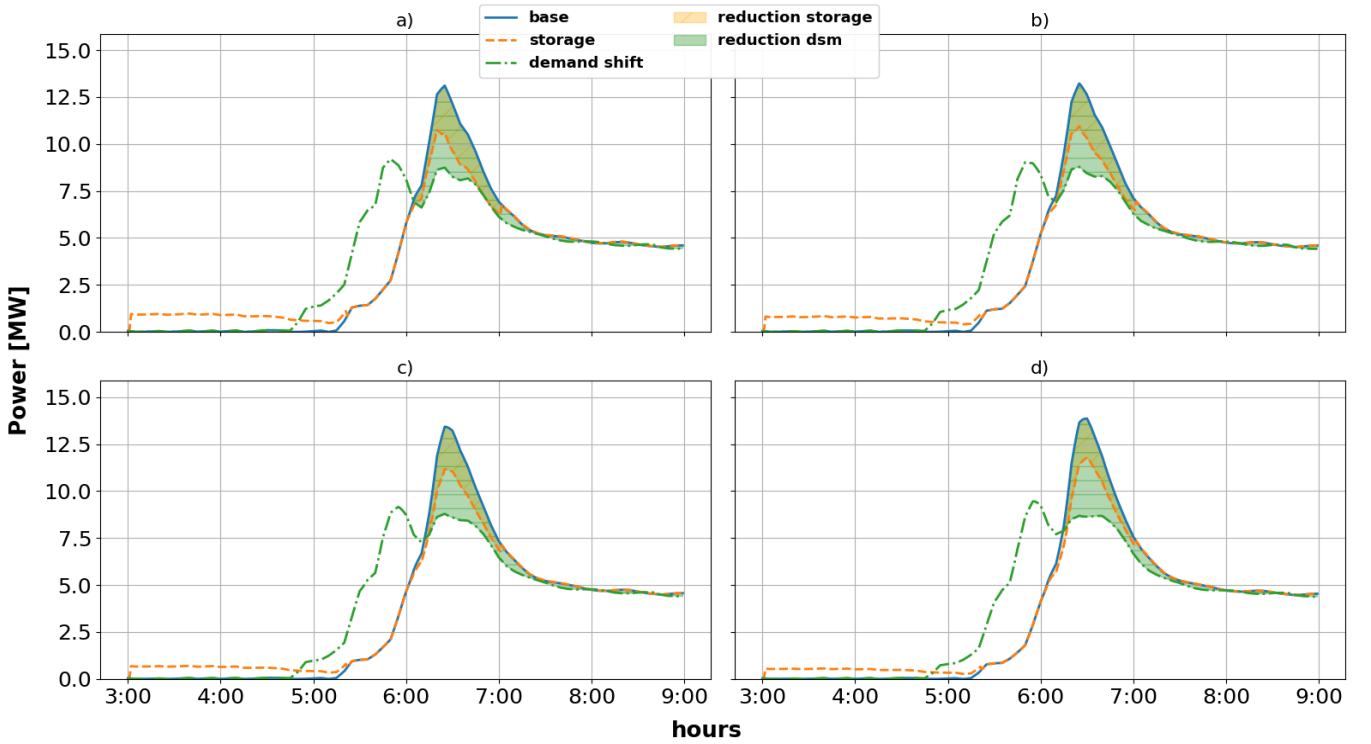 a)
b)
base
storage
demand shift
reduction storage
reduction dsm
15.0
12.5
10.0
7.5
5.0
2.5
0.0
c)
d)
15.0
12.5
10.0
7.5
5.0
2.5
0.0
Power [MW]
3:00 4:00 5:00 6:00 7:00 8:00 9:00
3:00 4:00 5:00 6:00 7:00 8:00 9:00
hours